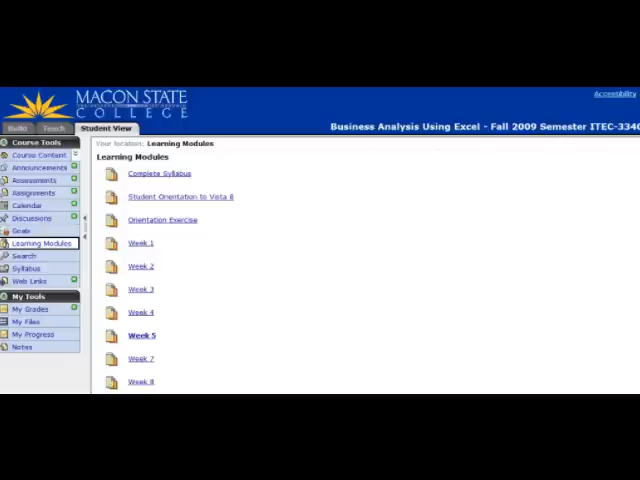 MACON STATE
COLLEGE
Accessibility
Build Teach Student View
Business Analysis Using Excel - Fall 2009 Semester ITEC-3340
Course Tools
Course Content
Announcements
Assessments
Assignments
Calendar
Discussions
Goals
Learning Modules
Search
Syllabus
Web Links
My Tools
My Grades
My Files
My Progress
Notes
Your location: Learning Modules
Learning Modules
Complete Syllabus
Student Orientation to Vista 8
Orientation Exercise
Week 1
Week 2
Week 3
Week 4
Week 5
Week 7
Week 8